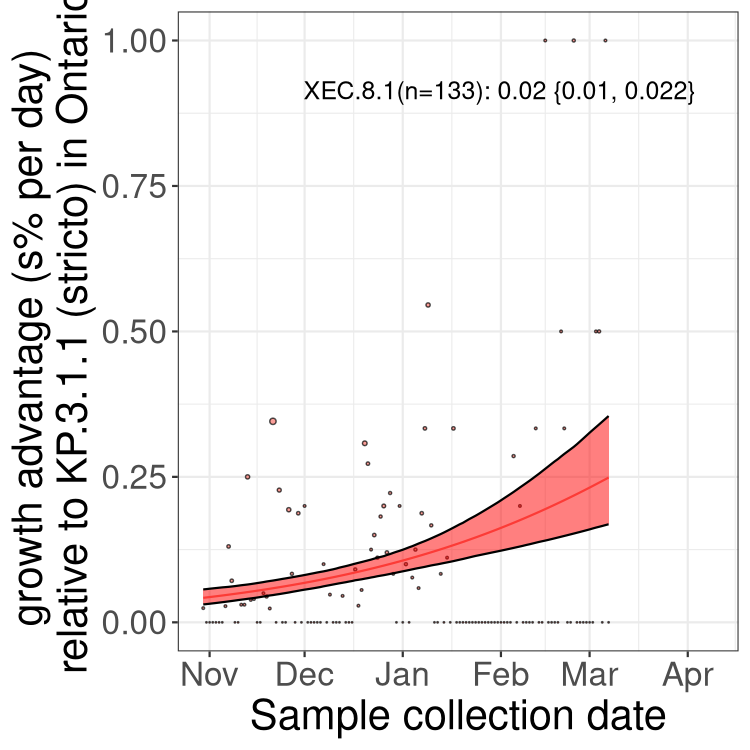 growth advantage (s% per day)
relative to KP.3.1.1 (stricto) in Ontario
1.00
0.75
0.50
0.25
0.00
XEC.8.1(n=133): 0.02 {0.01, 0.022}
Nov Dec Jan Feb Mar Apr
Sample collection date